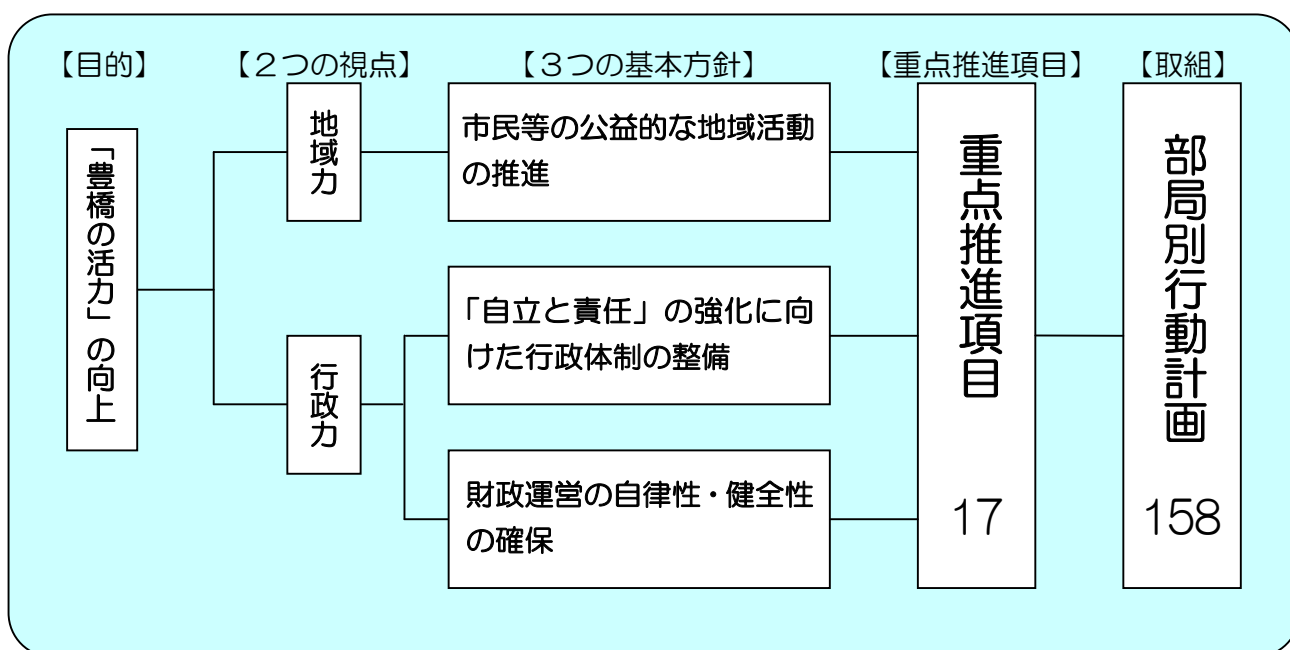 【目的】
【２つの視点】
【３つの基本方針】
【重点推進項目】
【取組】
「豊橋の活力」の向上
地域力
行政力
市民等の公益的な地域活動
の推進
「自立と責任」の強化に向
けた行政体制の整備
財政運営の自律性・健全性
の確保
重点推進項目
17
部局別行動計画
158